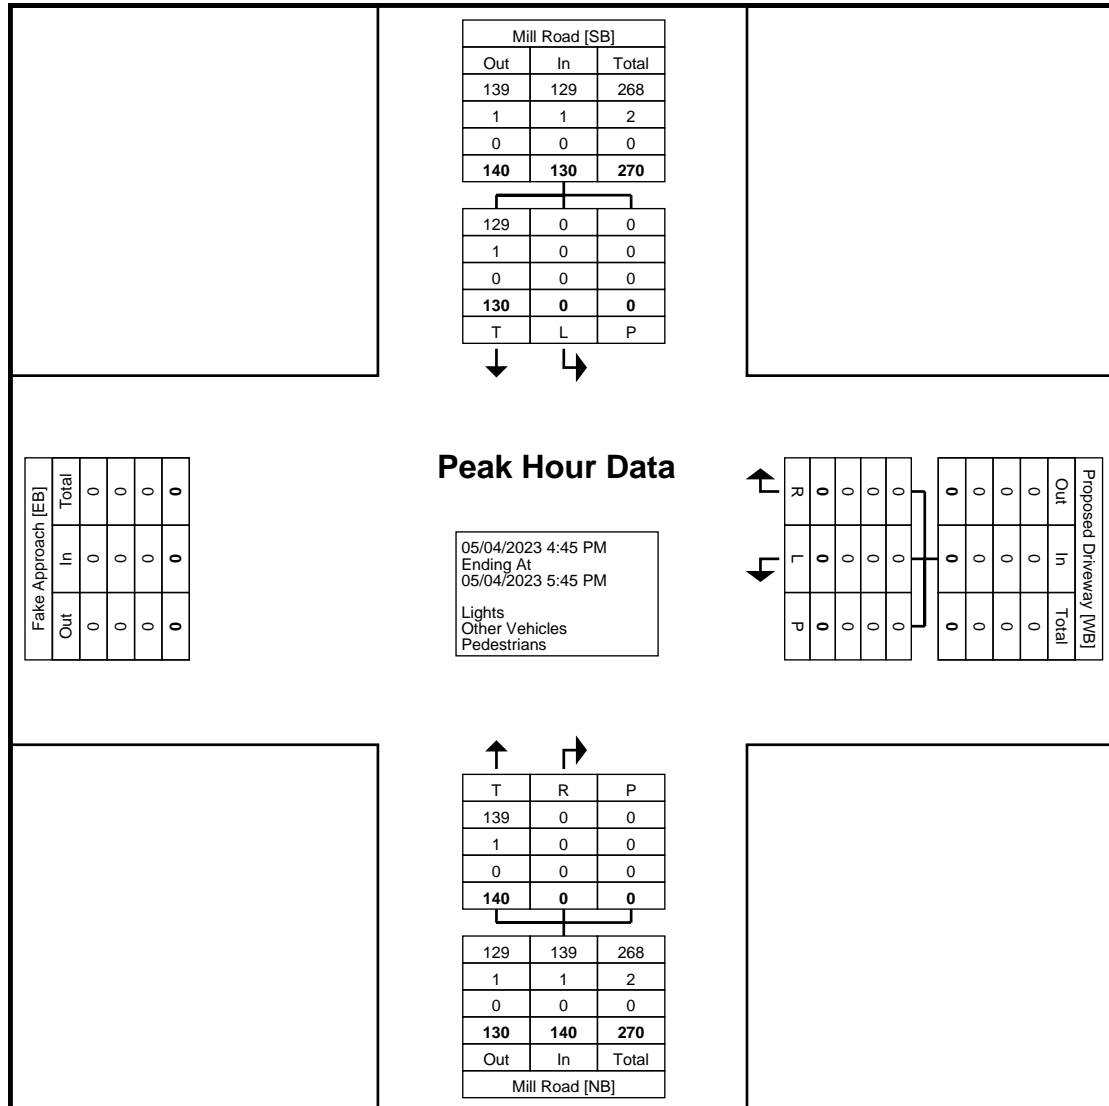 Mill Road [SB]
Out In Total
139 129 268
1 1 2
0 0 0
140 130 270
129 0 0
1 0 0
0 0 0
130 0 0
T L P
Peak Hour Data
05/04/2023 4:45 PM
Ending At
05/04/2023 5:45 PM
Lights
Other Vehicles
Pedestrians
Fake Approach [EB]
Out In Total
0 0 0
0 0 0
0 0 0
0 0 0
Proposed Driveway [WB]
Out In Total
0 0 0
0 0 0
0 0 0
0 0 0
0 0 0
0 0 0
0 0 0
0 0 0
R L P
T R P
139 0 0
1 0 0
0 0 0
140 0 0
129 139 268
1 1 2
0 0 0
130 140 270
Out In Total
Mill Road [NB]